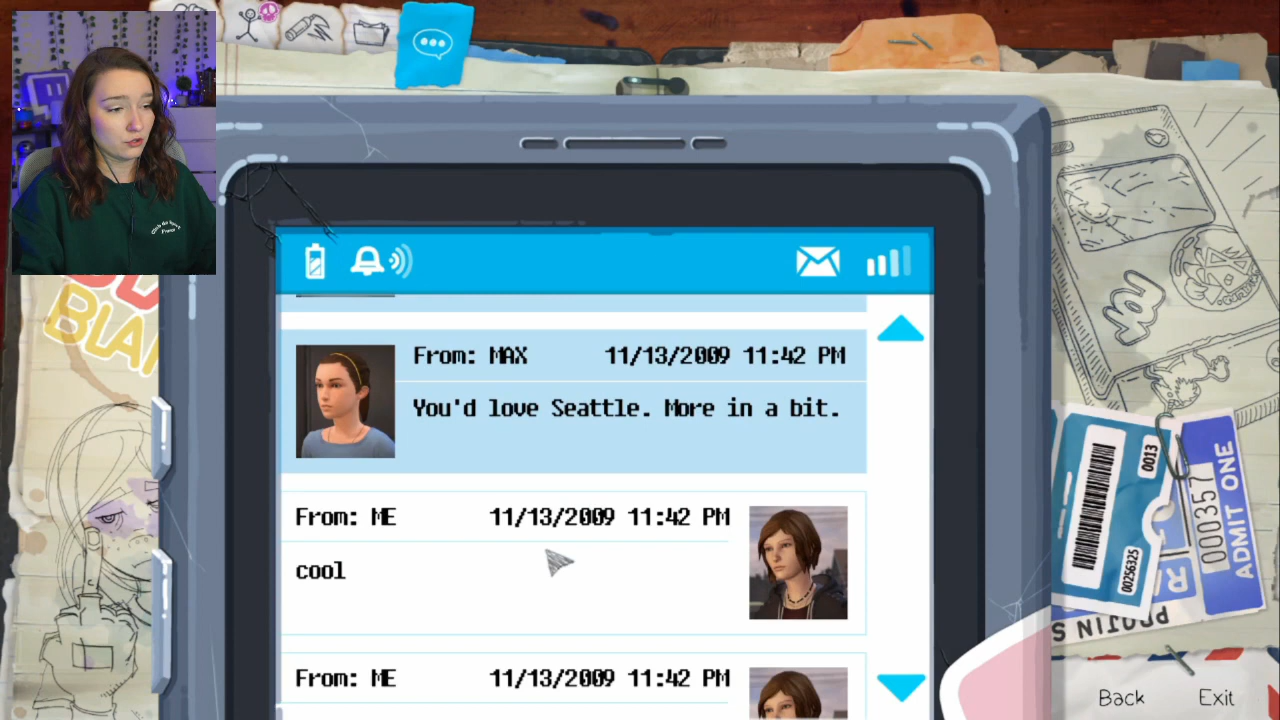 From: MAX 11/13/2009 11:42 PM
You'd love Seattle. More in a bit.
From: ME 11/13/2009 11:42 PM
cool
From: ME 11/13/2009 11:42 PM
0013
00256325
000357
ADMIT ONE
Back Exit